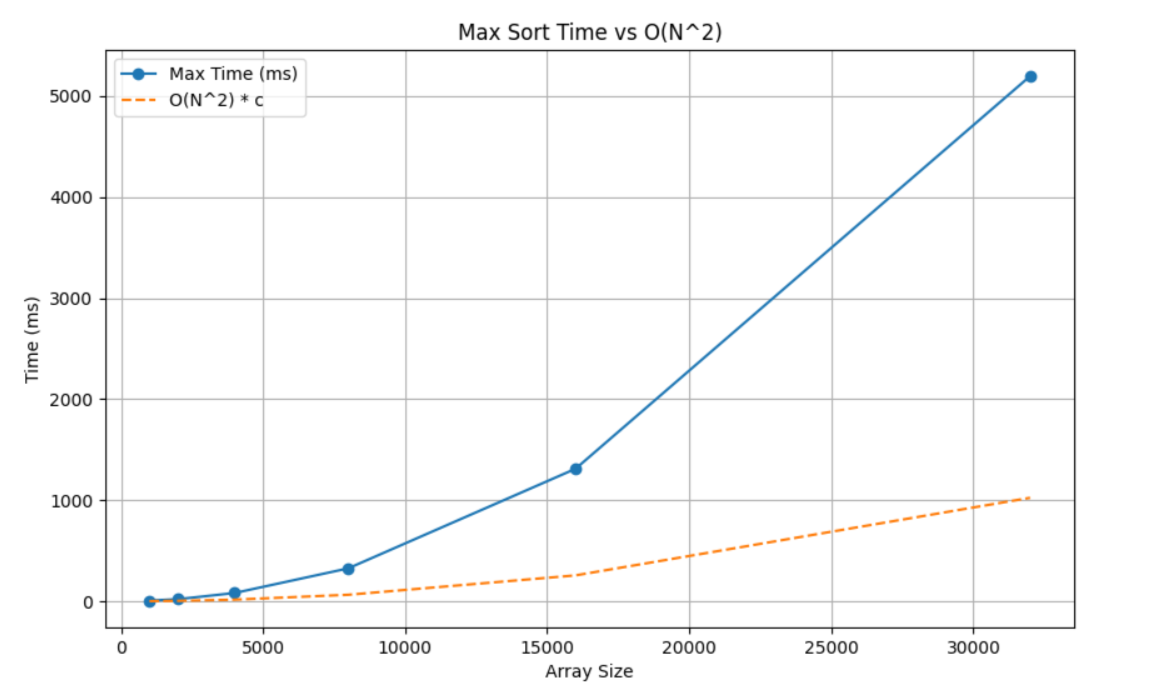 Max Sort Time vs O(N^2)
Max Time (ms)
O(N^2) * c
5000
4000
3000
2000
1000
0
Time (ms)
0 5000 10000 15000 20000 25000 30000
Array Size